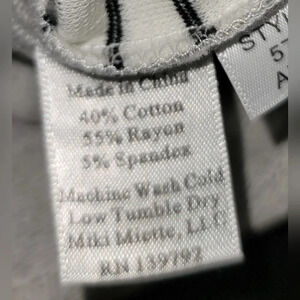 Made in China
40% Cotton
55% Rayon
5% Spandex
Machine Wash Cold
Low Tumble Dry
Miki Miette, LLC
RN 139792